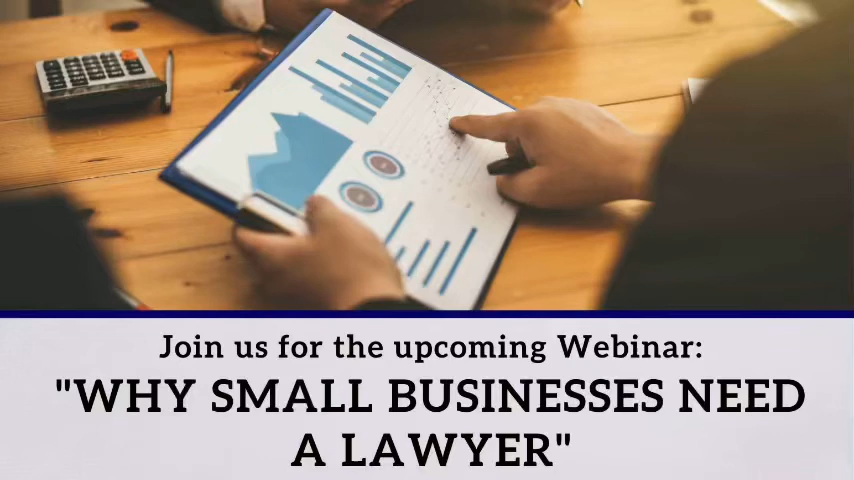 Join us for the upcoming Webinar:
"WHY SMALL BUSINESSES NEED
A LAWYER"